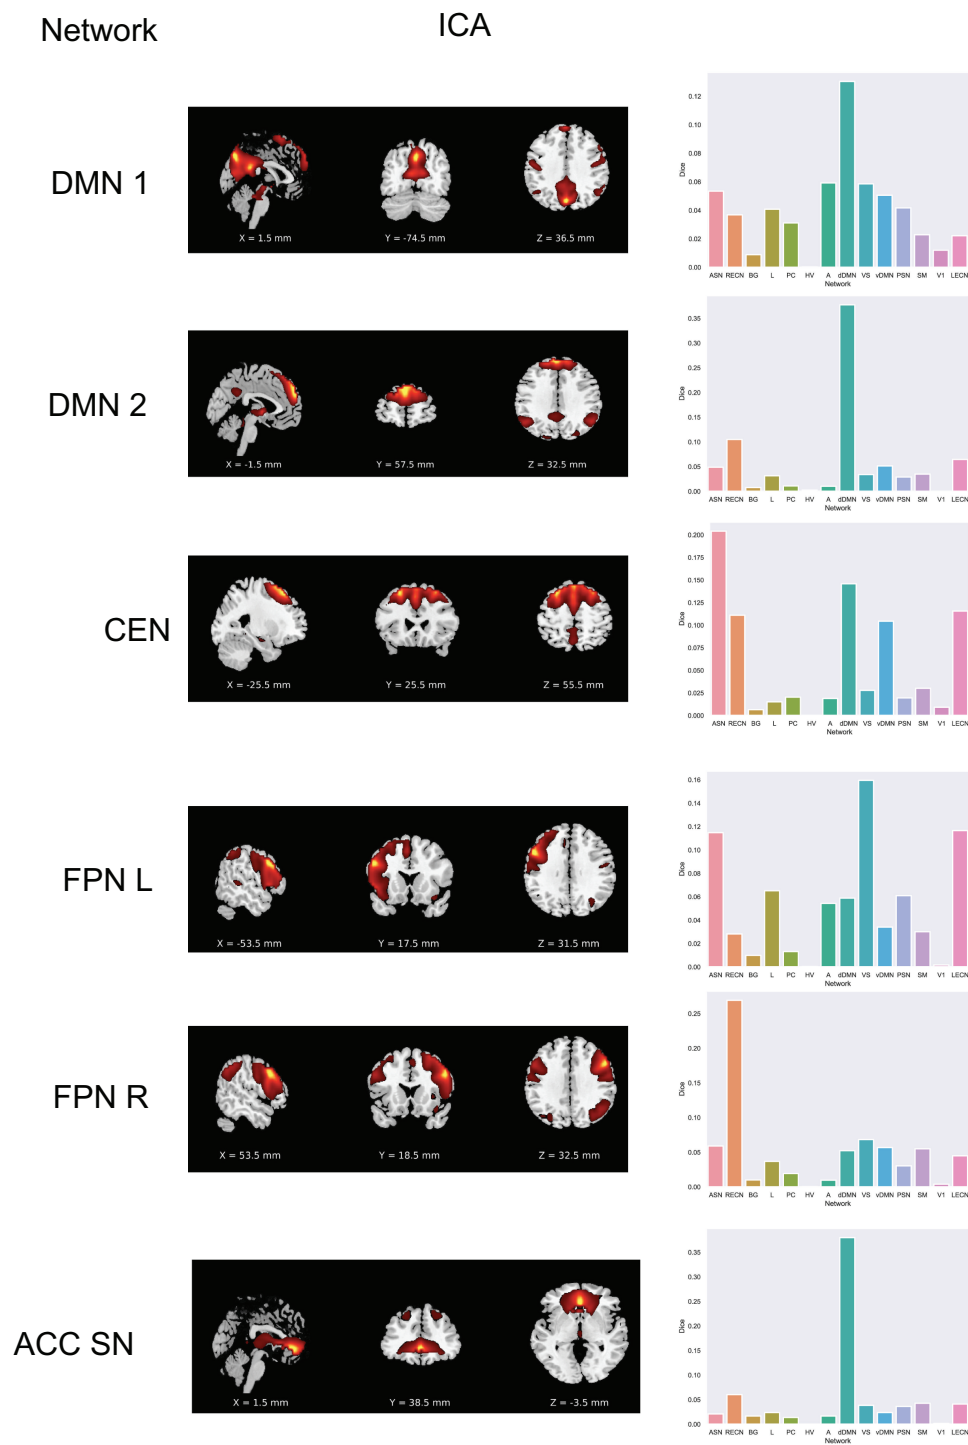 Network
ICA
DMN 1
X = 1.5 mm
Y = -74.5 mm
Z = 36.5 mm
Dice
0.12
0.10
0.08
0.06
0.04
0.02
0.00
ASN RECN BG L PC HV A dDMN VS vDMN PSN SM V1 LECN
Network
DMN 2
X = -1.5 mm
Y = 57.5 mm
Z = 32.5 mm
Dice
0.35
0.30
0.25
0.20
0.15
0.10
0.05
0.00
ASN RECN BG L PC HV A dDMN VS vDMN PSN SM V1 LECN
Network
CEN
X = -25.5 mm
Y = 25.5 mm
Z = 55.5 mm
Dice
0.200
0.175
0.150
0.125
0.100
0.075
0.050
0.025
0.000
ASN RECN BG L PC HV A dDMN VS vDMN PSN SM V1 LECN
Network
FPN L
X = -53.5 mm
Y = 17.5 mm
Z = 31.5 mm
Dice
0.16
0.14
0.12
0.10
0.08
0.06
0.04
0.02
0.00
ASN RECN BG L PC HV A dDMN VS vDMN PSN SM V1 LECN
Network
FPN R
X = 53.5 mm
Y = 18.5 mm
Z = 32.5 mm
Dice
0.25
0.20
0.15
0.10
0.05
0.00
ASN RECN BG L PC HV A dDMN VS vDMN PSN SM V1 LECN
Network
ACC SN
X = 1.5 mm
Y = 38.5 mm
Z = -3.5 mm
Dice
0.35
0.30
0.25
0.20
0.15
0.10
0.05
0.00
ASN RECN BG L PC HV A dDMN VS vDMN PSN SM V1 LECN
Network